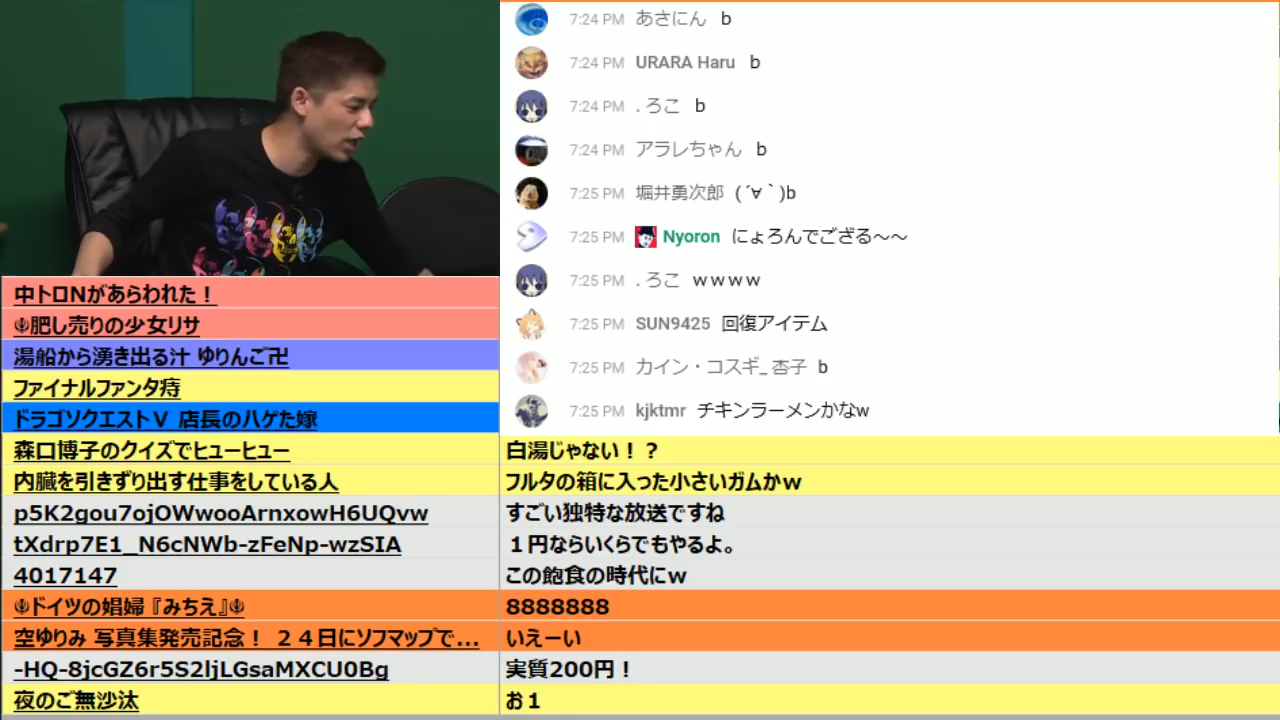 7:24 PM あさにん b
7:24 PM URARA Haru b
7:24 PM . ろこ b
7:24 PM アラレちゃん b
7:25 PM 堀井勇次郎 ( ´∀｀)b
7:25 PM Nyoron にょろんでござる～～
7:25 PM . ろこ ｗｗｗｗ
7:25 PM SUN9425 回復アイテム
7:25 PM カイン・コスギ_ 杏子 b
7:25 PM kjktmr チキンラーメンかなw
中トロNがあらわれた！
☬肥し売りの少女リサ
湯船から湧き出る汁 ゆりんご卍
ファイナルファンタ痔
ドラゴソクエストＶ 店長のハゲた嫁
森口博子のクイズでヒューヒュー 白湯じゃない！？
内臓を引きずり出す仕事をしている人 フルタの箱に入った小さいガムかｗ
p5K2gou7ojOWwooArnxowH6UQvw すごい独特な放送ですね
tXdrp7E1_N6cNWb-zFeNp-wzSIA １円ならいくらでもやるよ。
4017147 この飽食の時代にｗ
☬ドイツの娼婦『みちえ』☬ 8888888
空ゆりみ 写真集発売記念！ ２４日にソフマップで… いえーい
-HQ-8jcGZ6r5S2ljLGsaMXCU0Bg 実質200円！
夜のご無沙汰 お１